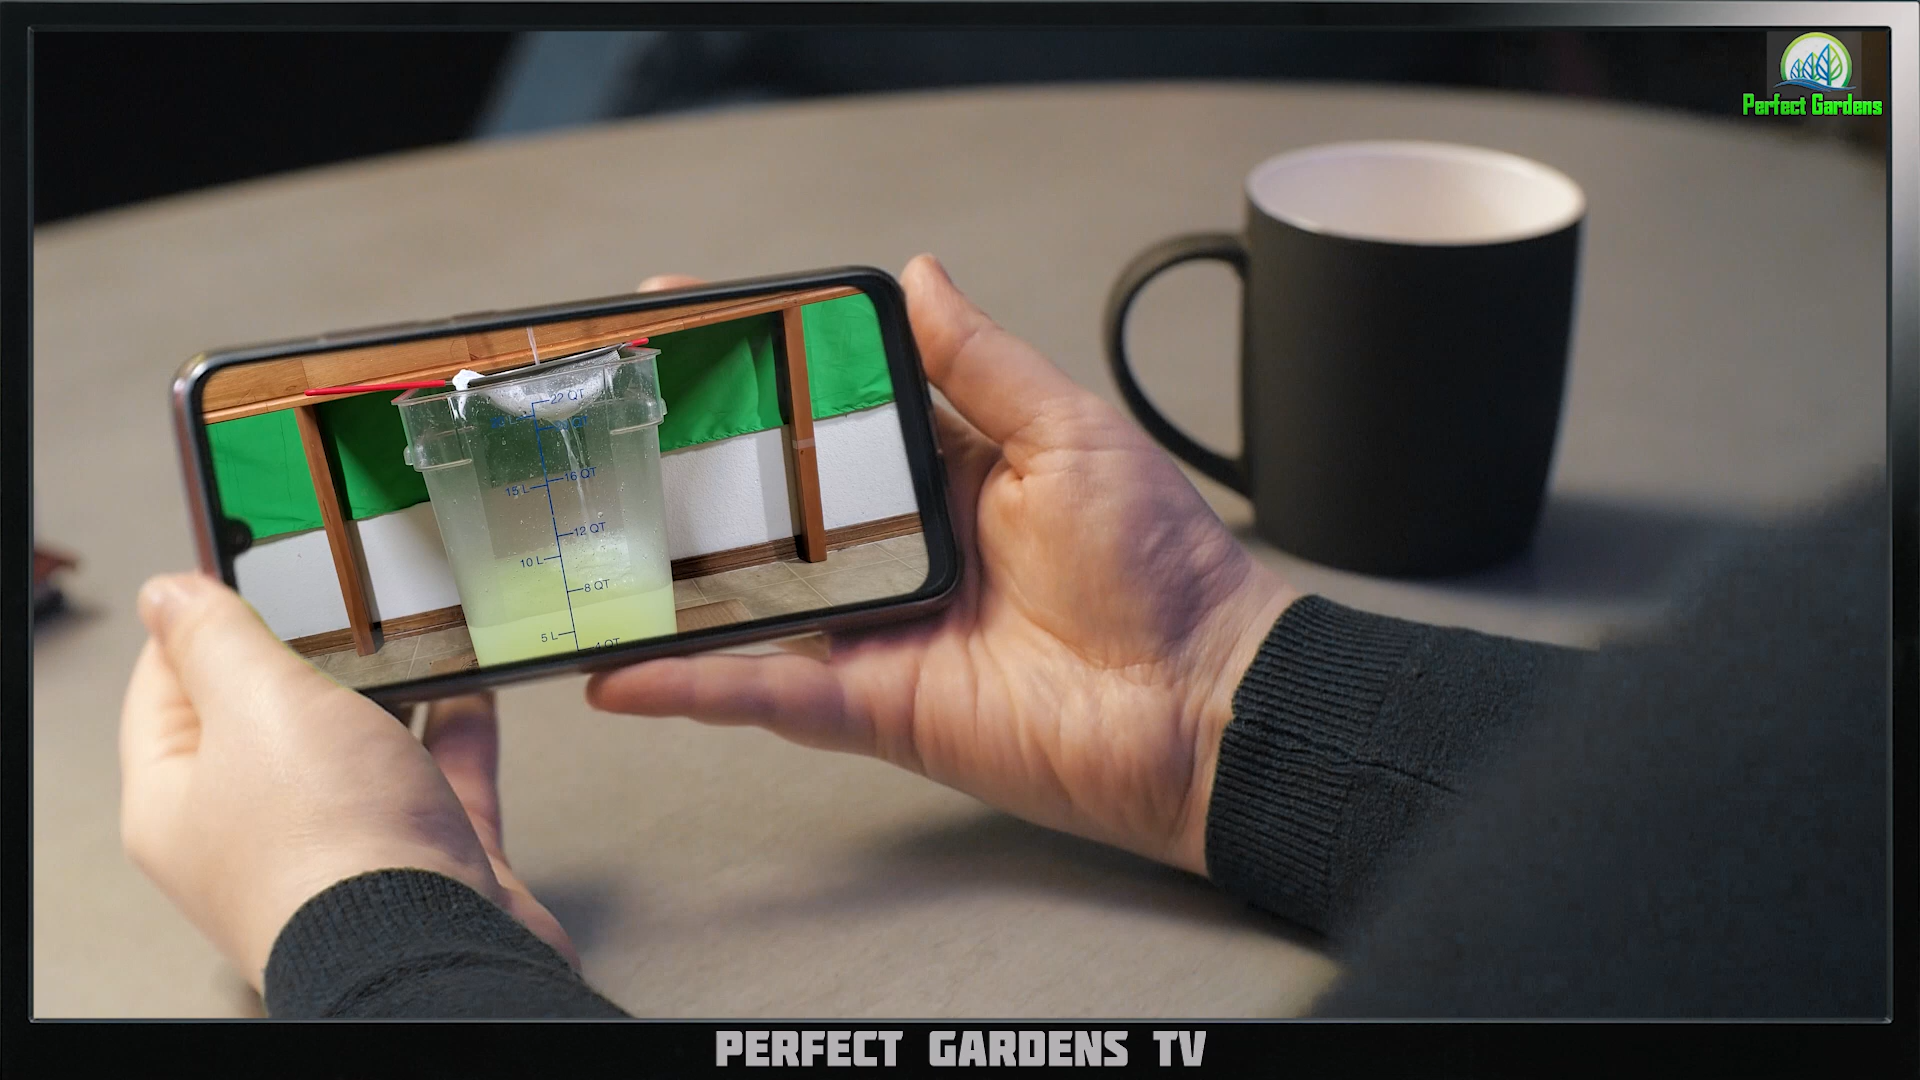 Perfect Gardens
22 QT
15 L
16 QT
12 QT
10 L
8 QT
5 L
4 QT
PERFECT GARDENS TV